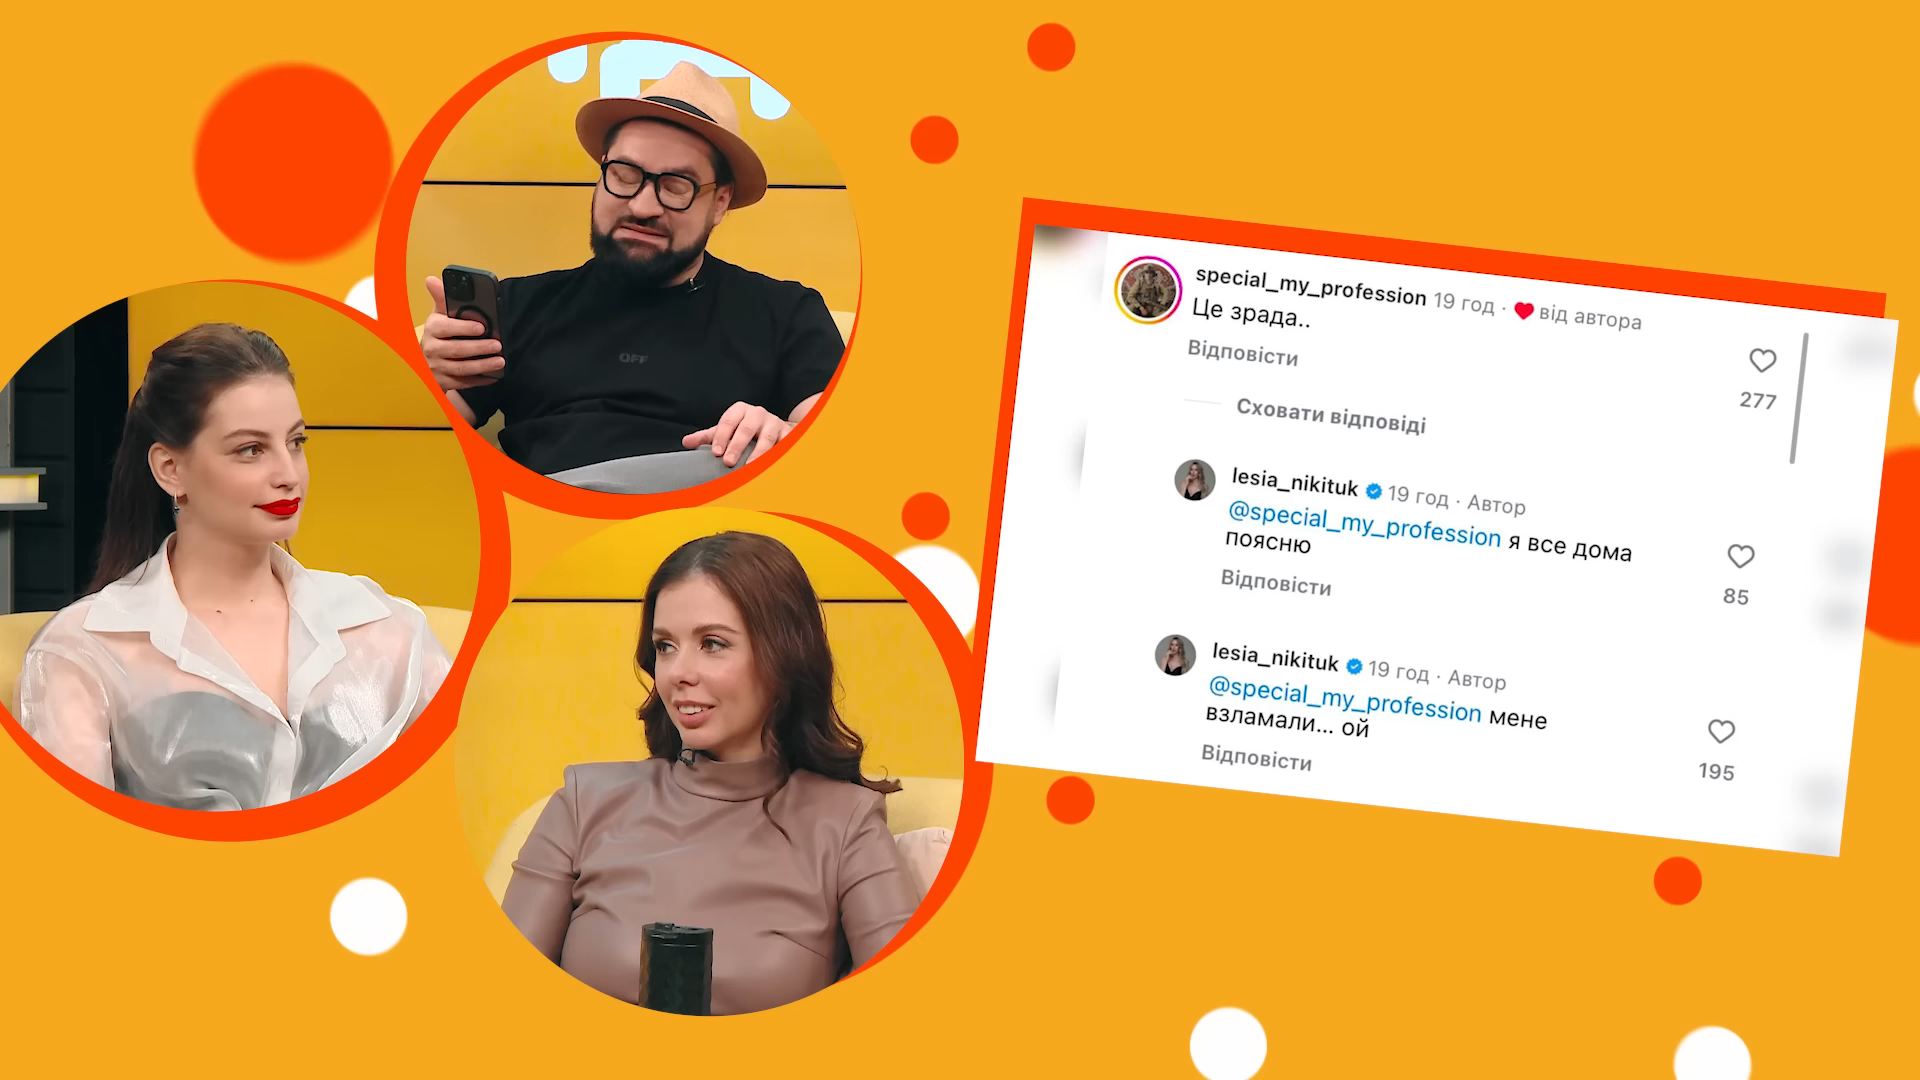 OFF
special_my_profession 19 год · ❤ від автора
Це зрада..
Відповісти
277
Сховати відповіді
lesia_nikituk 19 год · Автор
@special_my_profession я все дома
поясню
Відповісти
85
lesia_nikituk 19 год · Автор
@special_my_profession мене
взламали... ой
Відповісти
195